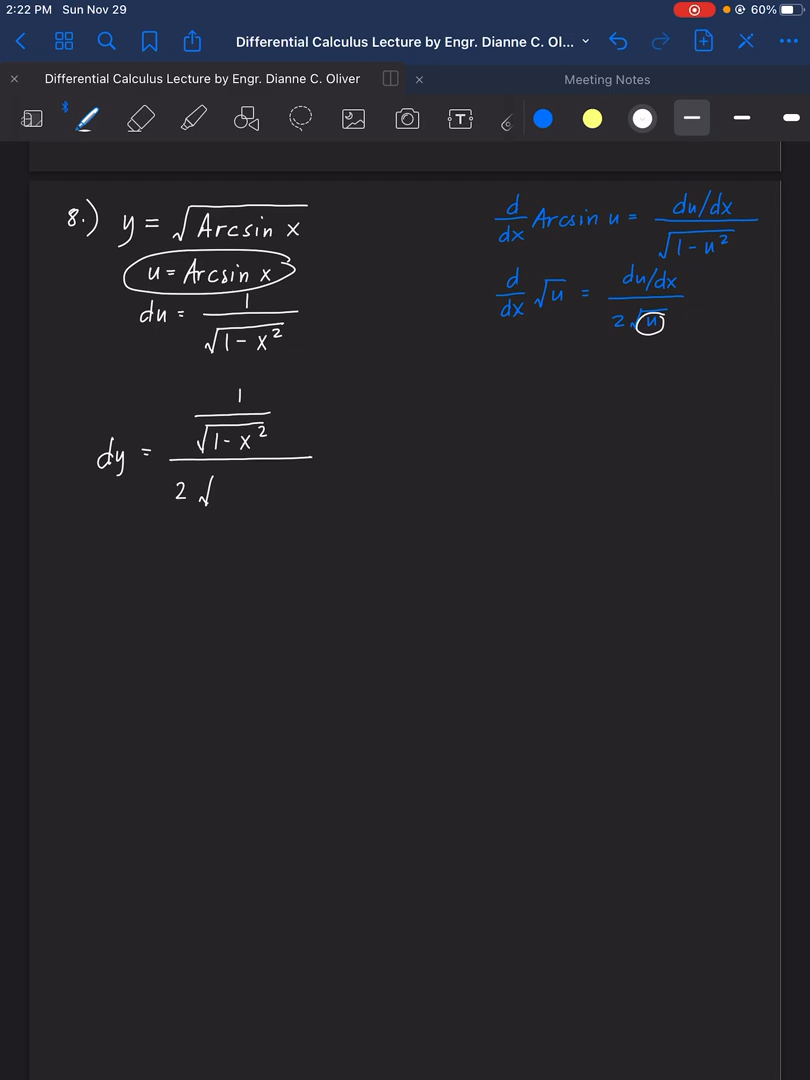 2:22 PM Sun Nov 29 60%
Differential Calculus Lecture by Engr. Dianne C. Ol...
Differential Calculus Lecture by Engr. Dianne C. Oliver
Meeting Notes
T
8.) y = √Arcsin x
u = Arcsin x
du = 1 / √1 - x²
d/dx Arcsin u = du/dx / √1 - u²
d/dx √u = du/dx / 2√u
dy = 1 / √1 - x² / 2 √